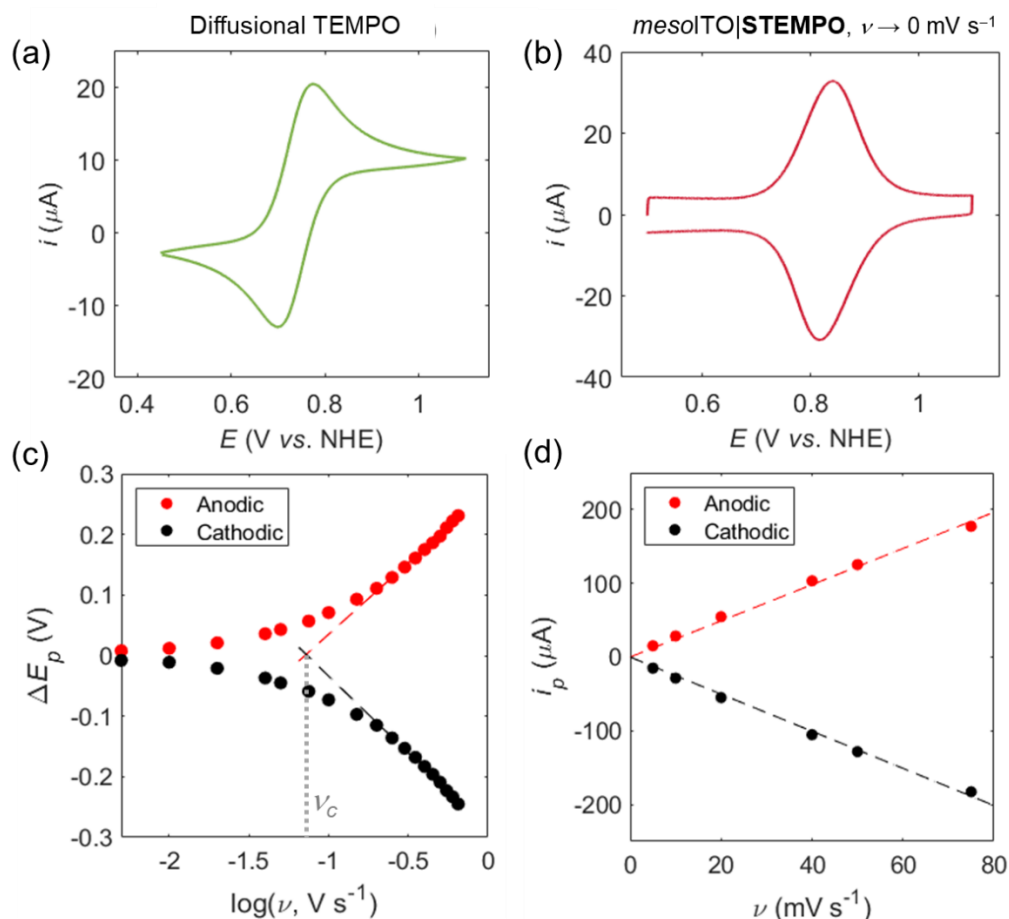 Diffusional TEMPO
mesoITO|STEMPO, ν → 0 mV s⁻¹
(a)
20
10
0
-10
-20
i (μA)
0.4
0.6
0.8
1
E (V vs. NHE)
(b)
40
20
0
-20
-40
i (μA)
0.6
0.8
1
E (V vs. NHE)
(c)
0.3
0.2
0.1
0
-0.1
-0.2
-0.3
ΔEp (V)
Anodic
Cathodic
νc
-2
-1.5
-1
-0.5
0
log(ν, V s⁻¹)
(d)
200
100
0
-100
-200
ip (μA)
Anodic
Cathodic
0
20
40
60
80
ν (mV s⁻¹)